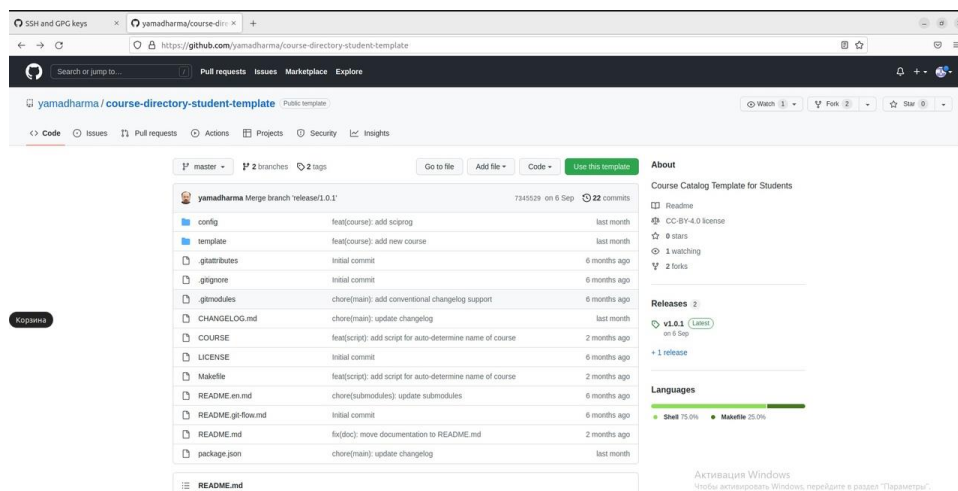 SSH and GPG keys
yamadharma/course-dire
https://github.com/yamadharma/course-directory-student-template
Search or jump to... / Pull requests Issues Marketplace Explore
yamadharma / course-directory-student-template Public template
Watch 1 Fork 2 Star 0
Code Issues Pull requests Actions Projects Security Insights
master 2 branches 2 tags Go to file Add file Code Use this template
yamadharma Merge branch 'release/1.0.1' 7345529 on 6 Sep 22 commits
config feat(course): add sciprog last month
template feat(course): add new course last month
.gitattributes Initial commit 6 months ago
.gitignore Initial commit 6 months ago
.gitmodules chore(main): add conventional changelog support 6 months ago
CHANGELOG.md chore(main): update changelog last month
COURSE feat(script): add script for auto-determine name of course 2 months ago
LICENSE Initial commit 6 months ago
Makefile feat(script): add script for auto-determine name of course 2 months ago
README.en.md chore(submodules): update submodules 6 months ago
README.git-flow.md Initial commit 6 months ago
README.md fix(doc): move documentation to README.md 2 months ago
package.json chore(main): update changelog last month
README.md
About
Course Catalog Template for Students
Readme
CC-BY-4.0 license
0 stars
1 watching
2 forks
Releases 2
v1.0.1 Latest
on 6 Sep
+ 1 release
Languages
Shell 75.0% Makefile 25.0%
Корзина
Активация Windows
Чтобы активировать Windows, перейдите в раздел "Параметры".